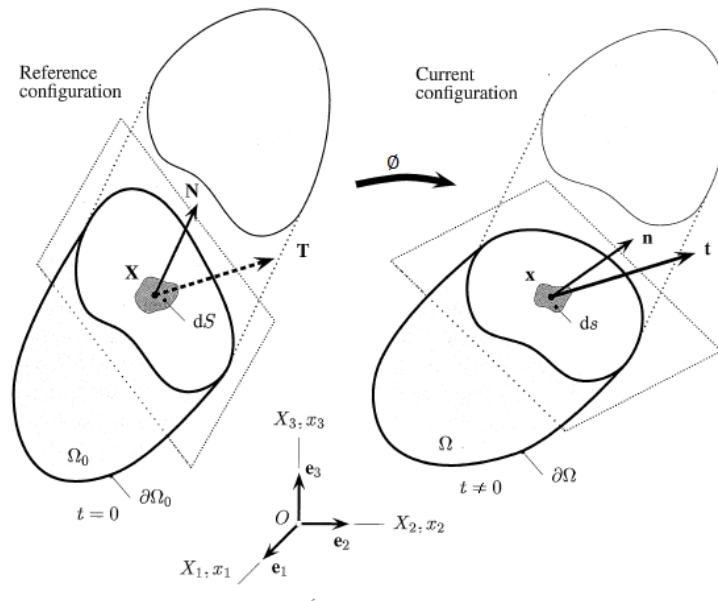 Reference
configuration
Current
configuration
∅
N
T
X
dS
n
t
x
ds
Ω₀
∂Ω₀
t = 0
X₃, x₃
e₃
O
e₂
X₂, x₂
e₁
X₁, x₁
Ω
∂Ω
t ≠ 0